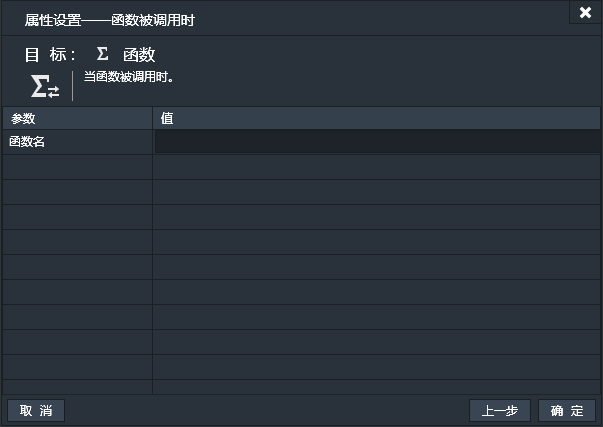 属性设置——函数被调用时
目 标： Σ 函数
当函数被调用时。
参数 值
函数名
取 消 上一步 确 定